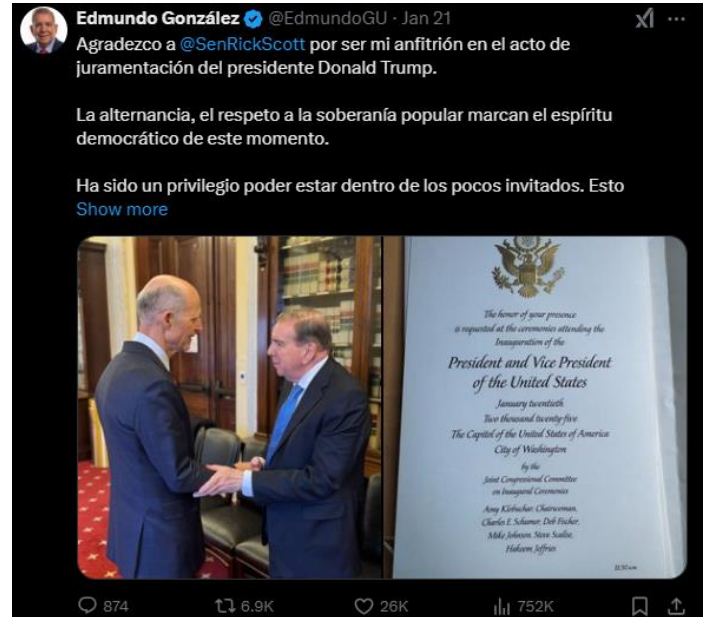 Edmundo González @EdmundoGU · Jan 21
Agradezco a @SenRickScott por ser mi anfitrión en el acto de
juramentación del presidente Donald Trump.
La alternancia, el respeto a la soberanía popular marcan el espíritu
democrático de este momento.
Ha sido un privilegio poder estar dentro de los pocos invitados. Esto
Show more
The honor of your presence
is requested at the ceremonies attending the
Inauguration of the
President and Vice President
of the United States
January twentieth
Two thousand twenty-five
The Capitol of the United States of America
City of Washington
by the
Joint Congressional Committee
on Inaugural Ceremonies
Amy Klobuchar, Chairwoman,
Charles E. Schumer, Deb Fischer,
Mike Johnson, Steve Scalise,
Hakeem Jeffries
11:30 am
874 6.9K 26K 752K